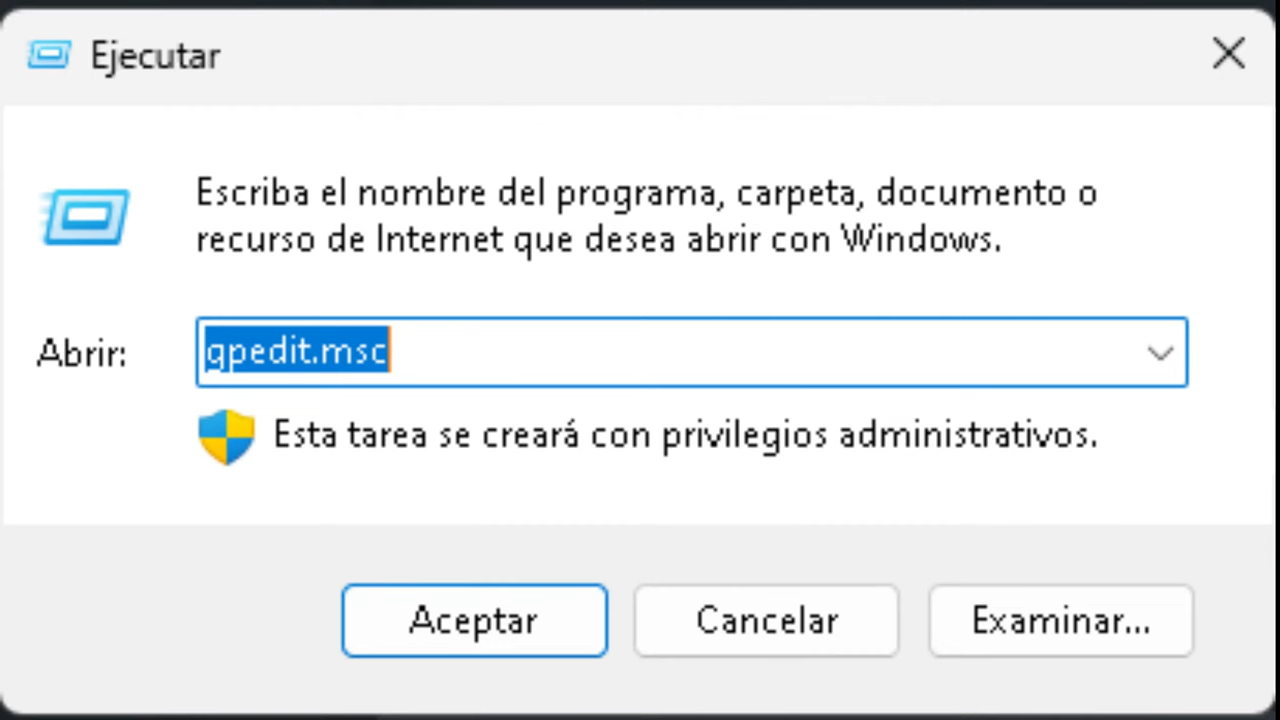 Ejecutar
Escriba el nombre del programa, carpeta, documento o
recurso de Internet que desea abrir con Windows.
Abrir:
gpedit.msc
Esta tarea se creará con privilegios administrativos.
Aceptar
Cancelar
Examinar...